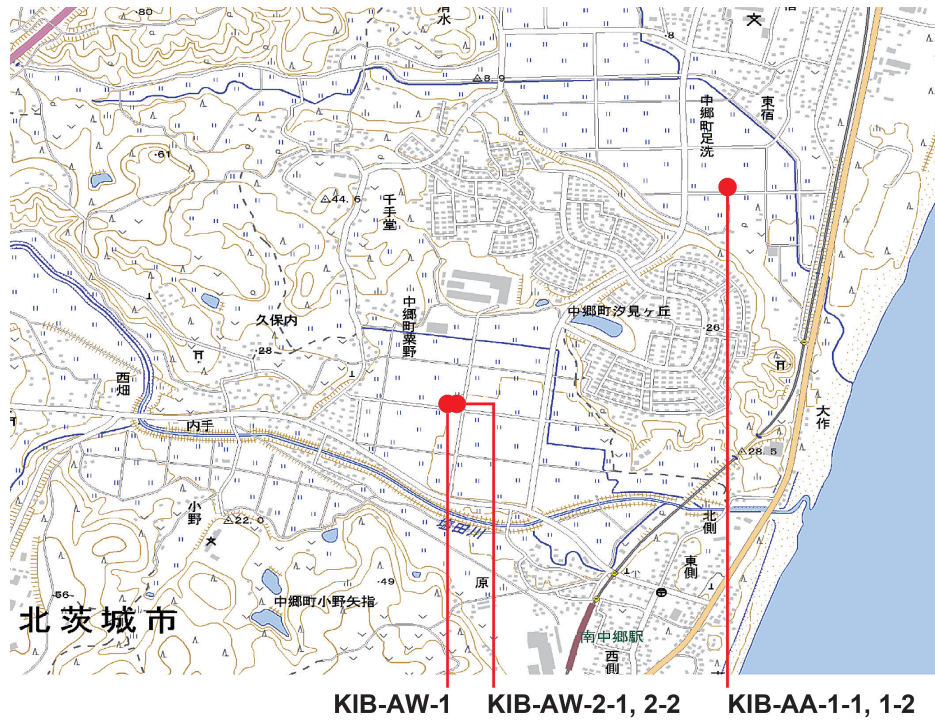 80
清水
文
8
8.9
東宿
中郷町足洗
61
44.6
千手堂
中郷町粟野
中郷町汐見ヶ丘
久保内
26
28
西畑
大作
内手
28.5
小野
北側
22.0
東側
原
49
56
中郷町小野矢指
北茨城市
南中郷駅
西側
KIB-AW-1
KIB-AW-2-1, 2-2
KIB-AA-1-1, 1-2